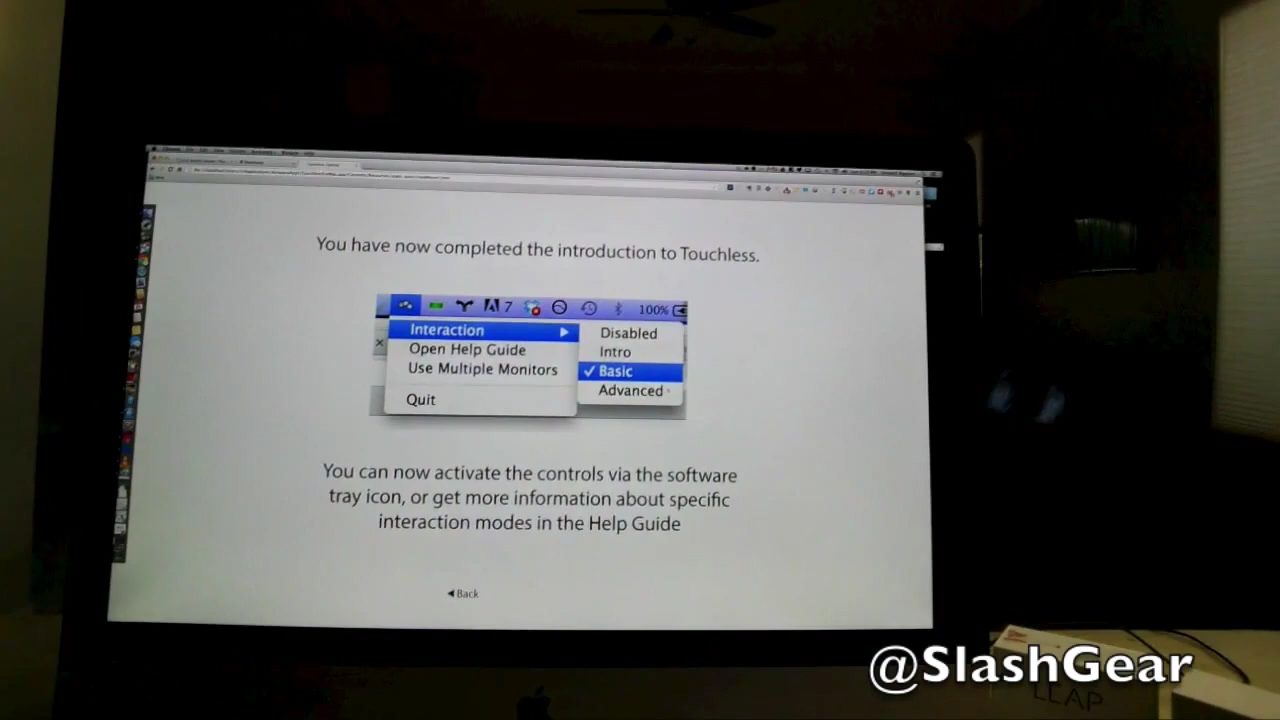 You have now completed the introduction to Touchless.
7 100%
Interaction
Disabled
Open Help Guide
Intro
Use Multiple Monitors
Basic
Advanced
Quit
You can now activate the controls via the software
tray icon, or get more information about specific
interaction modes in the Help Guide
Back
@SlashGear
LEAP